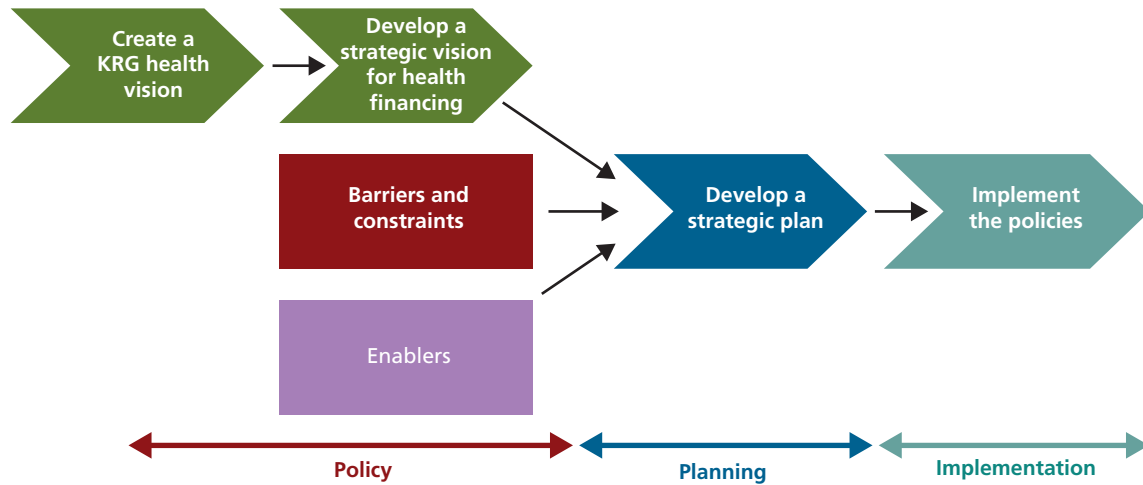 Create a
KRG health
vision
Develop a
strategic vision
for health
financing
Barriers and
constraints
Enablers
Develop a
strategic plan
Implement
the policies
Policy
Planning
Implementation